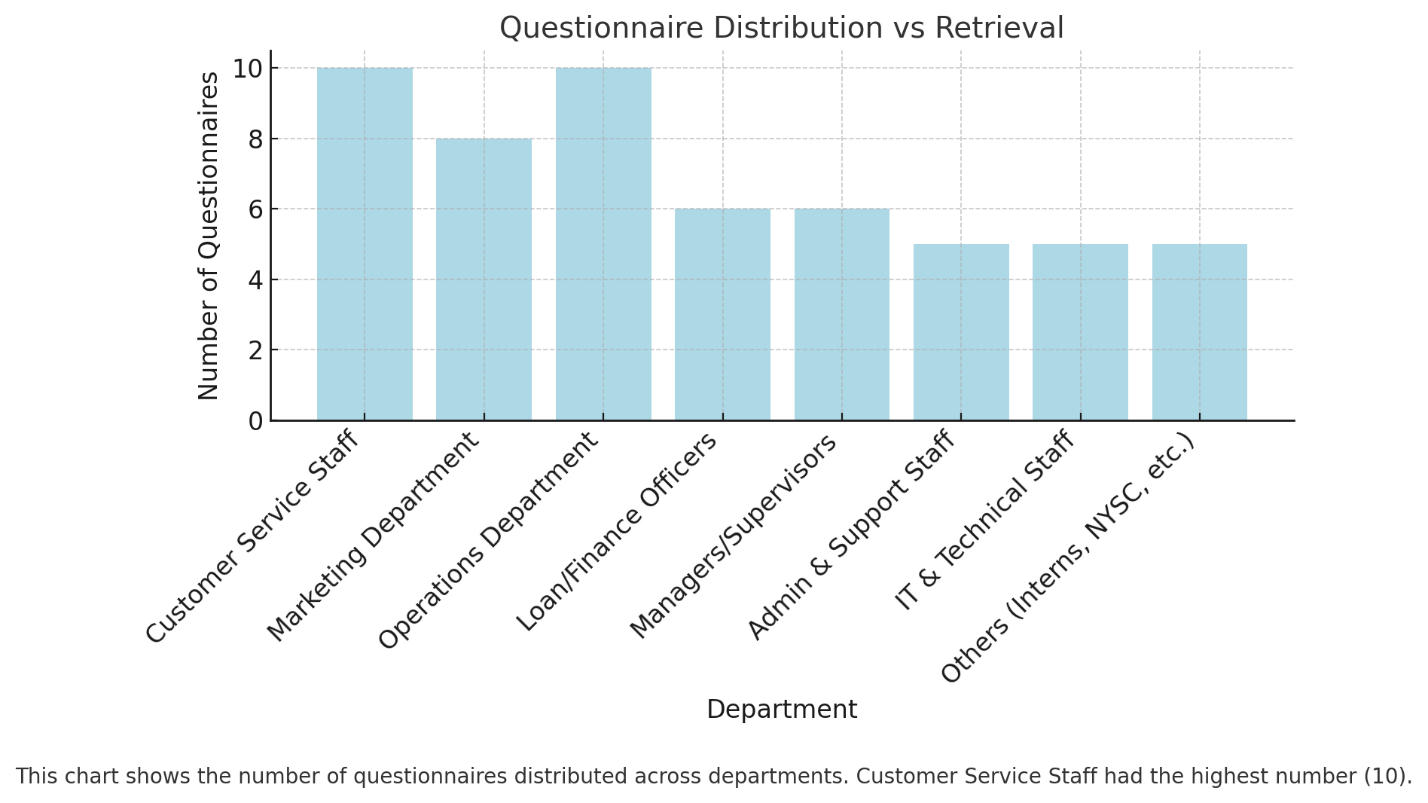 Questionnaire Distribution vs Retrieval
Number of Questionnaires
10
8
6
4
2
0
Customer Service Staff
Marketing Department
Operations Department
Loan/Finance Officers
Managers/Supervisors
Admin & Support Staff
IT & Technical Staff
Others (Interns, NYSC, etc.)
Department
This chart shows the number of questionnaires distributed across departments. Customer Service Staff had the highest number (10).